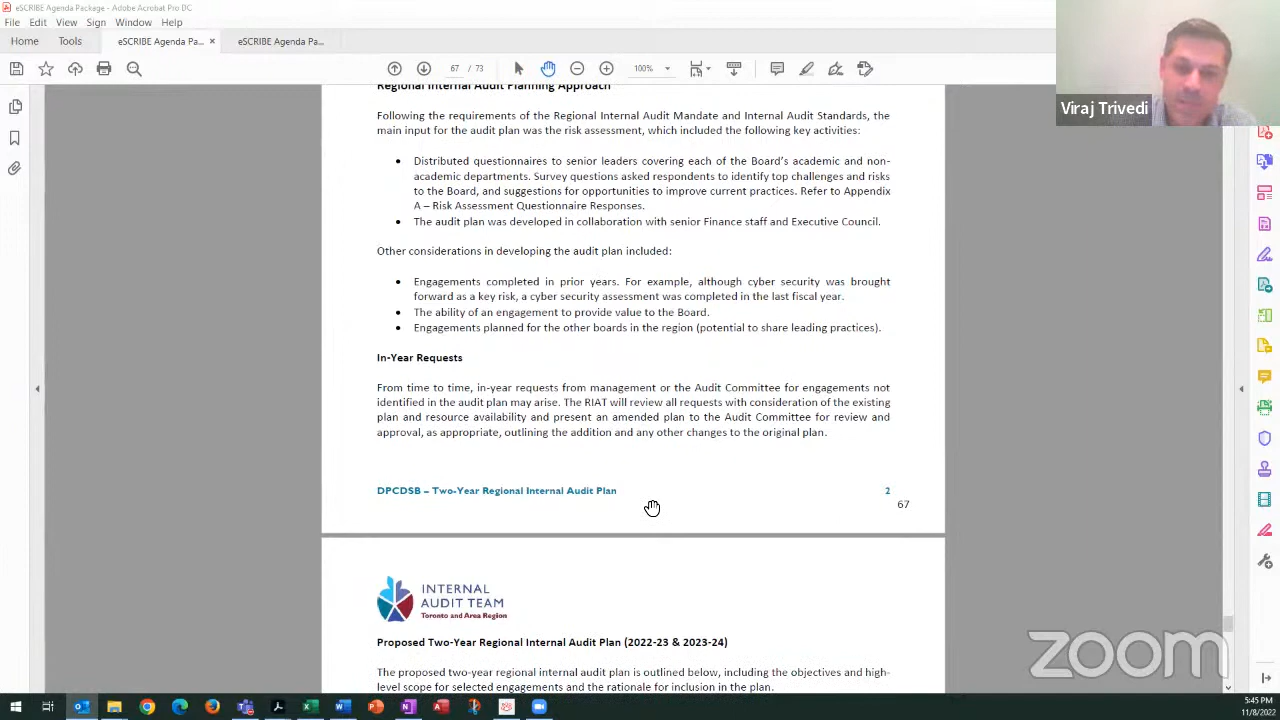 eSCRIBE Agenda Package - Adobe Acrobat Pro DC
File Edit View Sign Window Help
Home Tools eSCRIBE Agenda Pa... × eSCRIBE Agenda Pa...
67 / 73 100%
Viraj Trivedi
Regional Internal Audit Planning Approach
Following the requirements of the Regional Internal Audit Mandate and Internal Audit Standards, the
main input for the audit plan was the risk assessment, which included the following key activities:
• Distributed questionnaires to senior leaders covering each of the Board's academic and non-
academic departments. Survey questions asked respondents to identify top challenges and risks
to the Board, and suggestions for opportunities to improve current practices. Refer to Appendix
A – Risk Assessment Questionnaire Responses.
• The audit plan was developed in collaboration with senior Finance staff and Executive Council.
Other considerations in developing the audit plan included:
• Engagements completed in prior years. For example, although cyber security was brought
forward as a key risk, a cyber security assessment was completed in the last fiscal year.
• The ability of an engagement to provide value to the Board.
• Engagements planned for the other boards in the region (potential to share leading practices).
In-Year Requests
From time to time, in-year requests from management or the Audit Committee for engagements not
identified in the audit plan may arise. The RIAT will review all requests with consideration of the existing
plan and resource availability and present an amended plan to the Audit Committee for review and
approval, as appropriate, outlining the addition and any other changes to the original plan.
DPCDSB – Two-Year Regional Internal Audit Plan 2
67
INTERNAL
AUDIT TEAM
Toronto and Area Region
Proposed Two-Year Regional Internal Audit Plan (2022-23 & 2023-24)
The proposed two-year regional internal audit plan is outlined below, including the objectives and high-
level scope for selected engagements and the rationale for inclusion in the plan.
zoom
5:45 PM
11/8/2022